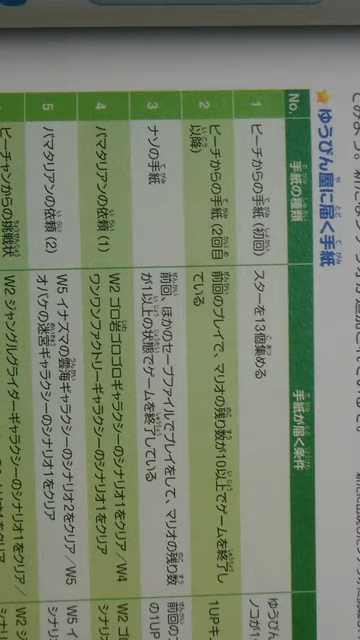 ★ゆうびん屋に届く手紙
No.
手紙の種類
手紙が届く条件
1
ピーチからの手紙(初回)
スターを13個集める
2
ピーチからの手紙(2回目
以降)
前回のプレイで、マリオの残り数が10以上でゲームを終了し
ている
1UPキ
3
ナゾの手紙
前回、ほかのセーブファイルでプレイをして、マリオの残り数
が1以上の状態でゲームを終了している
前回の
の1UP
4
バマタリアンの依頼(1)
W2 ゴロ岩ゴロゴロギャラクシーのシナリオ1をクリア/W4
ワンワンファクトリーギャラクシーのシナリオ1をクリア
5
バマタリアンの依頼(2)
W5 イナズマの雲海ギャラクシーのシナリオ2をクリア/W5
オバケの迷宮ギャラクシーのシナリオ1をクリア
W5 イ
シナリ
ピーチャンからの挑戦状
W2 ジャングルグライダーギャラクシーのシナリオ1をクリア/